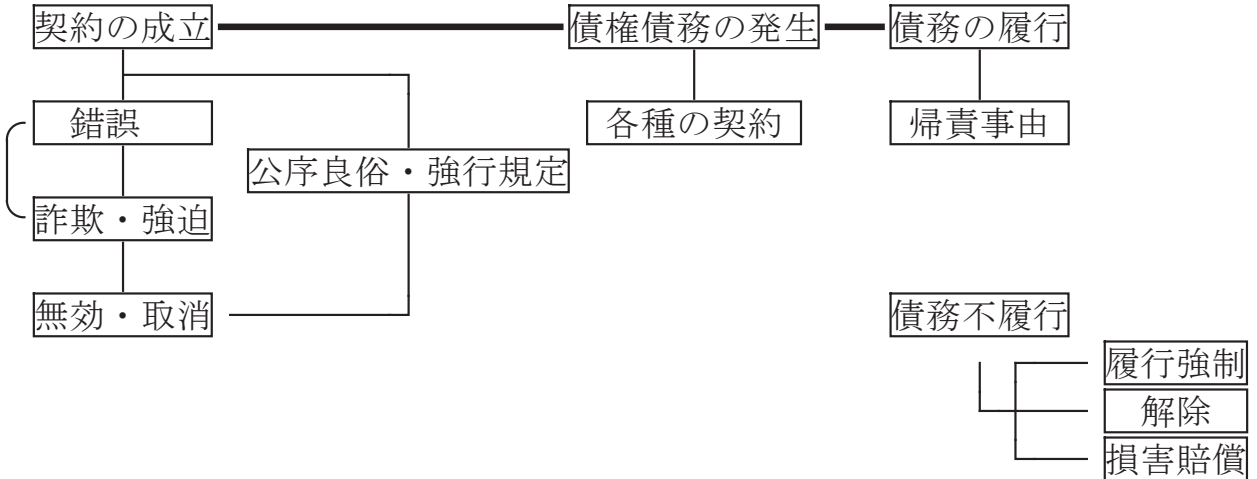 契約の成立
債権債務の発生
債務の履行
錯誤
各種の契約
帰責事由
公序良俗・強行規定
詐欺・強迫
無効・取消
債務不履行
履行強制
解除
損害賠償